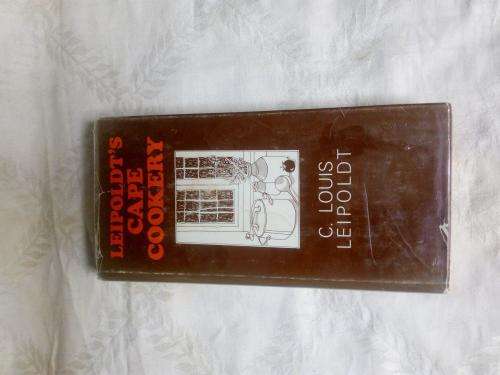 LEIPOLDT'S
CAPE
COOKERY
C. LOUIS
LEIPOLDT